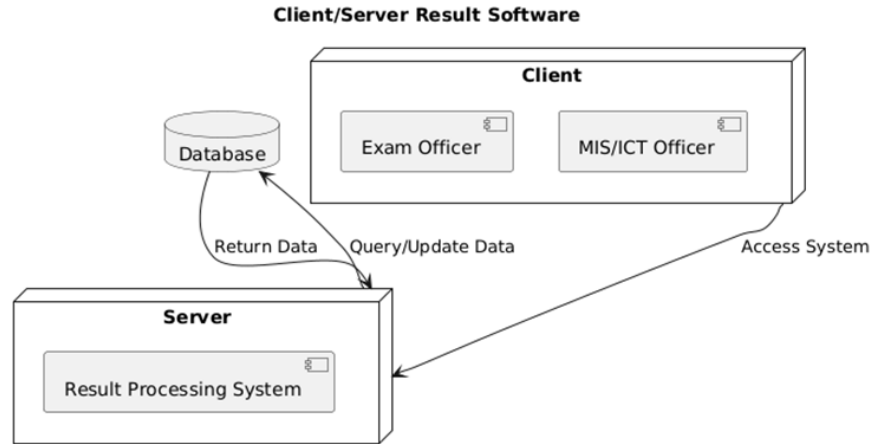 Client/Server Result Software
Client
Exam Officer
MIS/ICT Officer
Database
Return Data
Query/Update Data
Access System
Server
Result Processing System